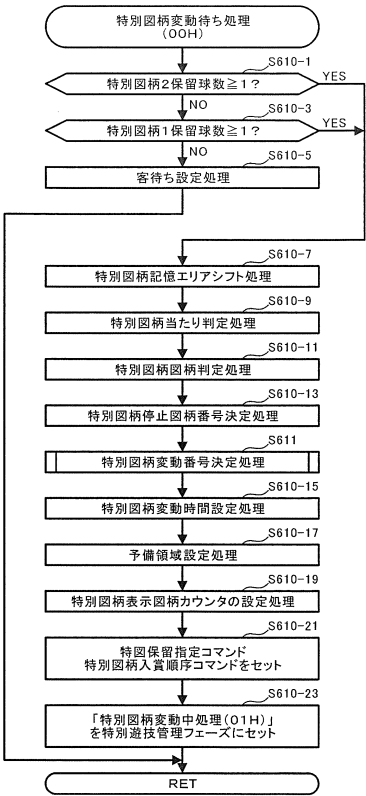 特別図柄変動待ち処理
(00H)
S610-1
特別図柄2保留球数≧1?
YES
NO
S610-3
特別図柄1保留球数≧1?
YES
NO
S610-5
客待ち設定処理
S610-7
特別図柄記憶エリアシフト処理
S610-9
特別図柄当たり判定処理
S610-11
特別図柄図柄判定処理
S610-13
特別図柄停止図柄番号決定処理
S611
特別図柄変動番号決定処理
S610-15
特別図柄変動時間設定処理
S610-17
予備領域設定処理
S610-19
特別図柄表示図柄カウンタの設定処理
S610-21
特図保留指定コマンド
特別図柄入賞順序コマンドをセット
S610-23
「特別図柄変動中処理(01H)」
を特別遊技管理フェーズにセット
RET